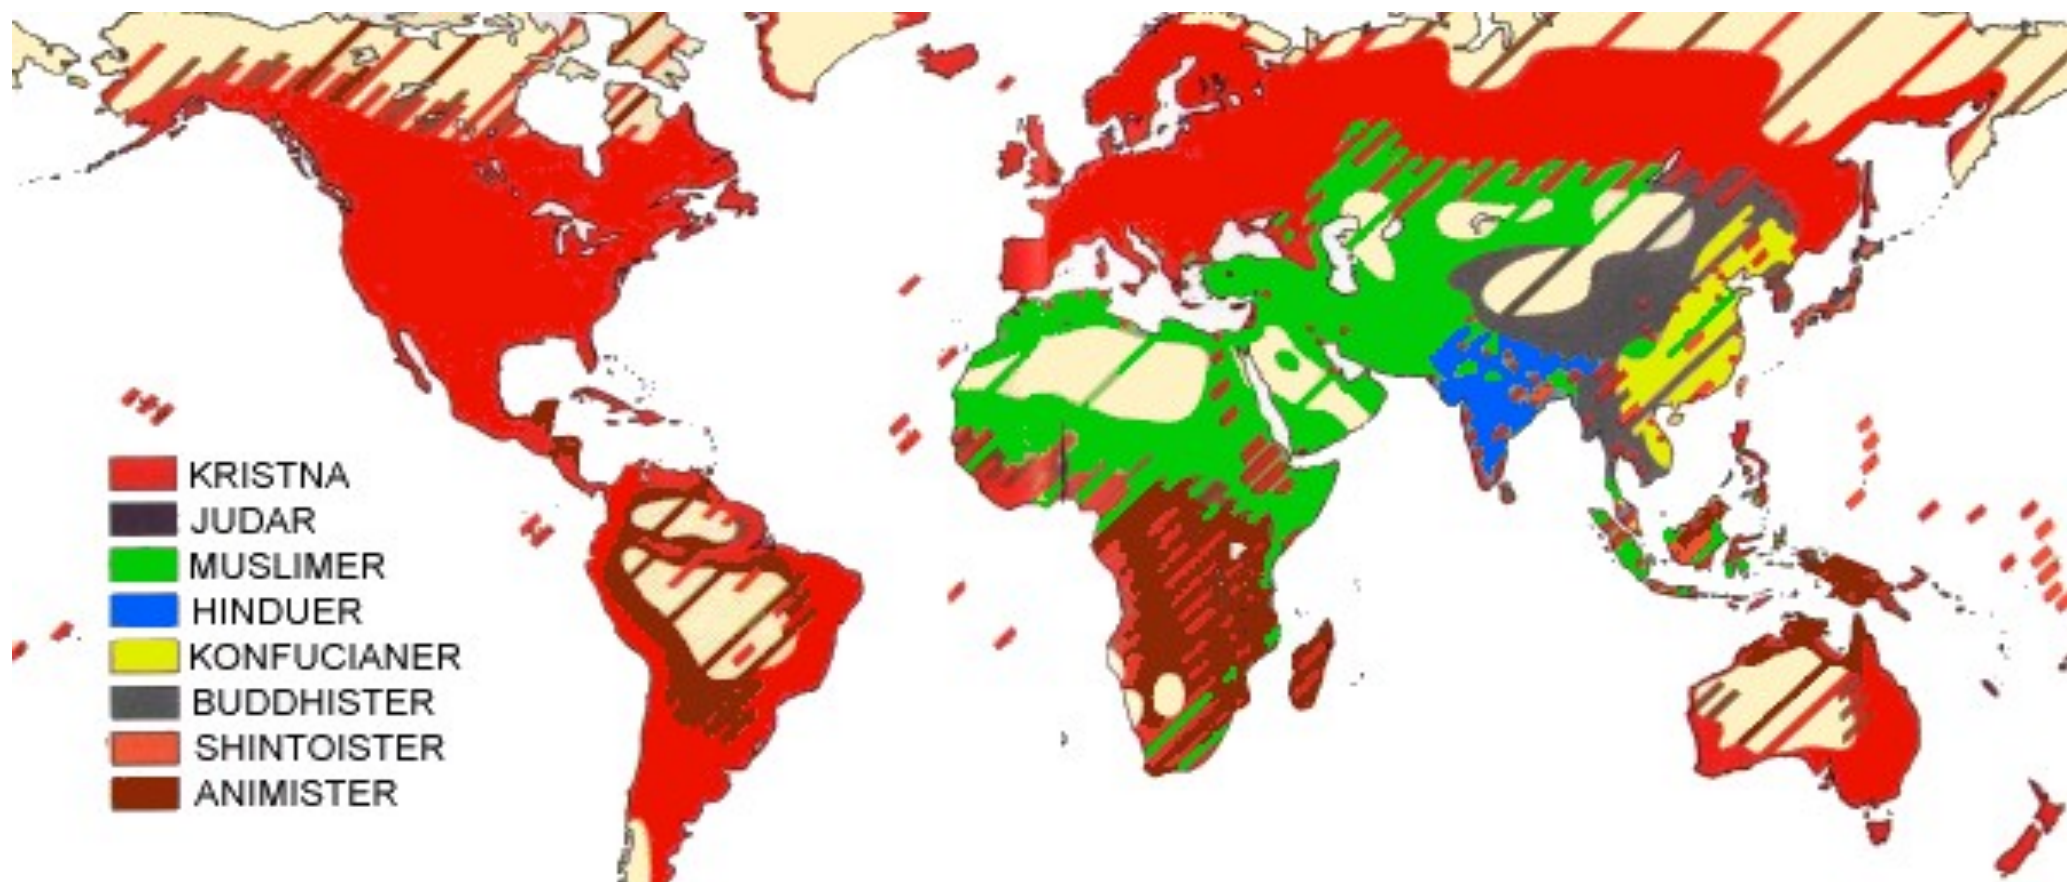 KRISTNA
JUDAR
MUSLIMER
HINDUER
KONFUCIANER
BUDDHISTER
SHINTOISTER
ANIMISTER